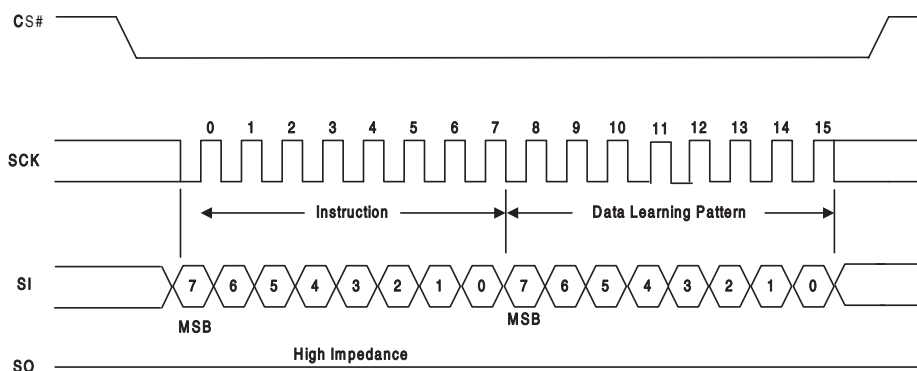 CS#
0 1 2 3 4 5 6 7 8 9 10 11 12 13 14 15
SCK
Instruction Data Learning Pattern
SI 7 6 5 4 3 2 1 0 7 6 5 4 3 2 1 0
MSB MSB
High Impedance
SO